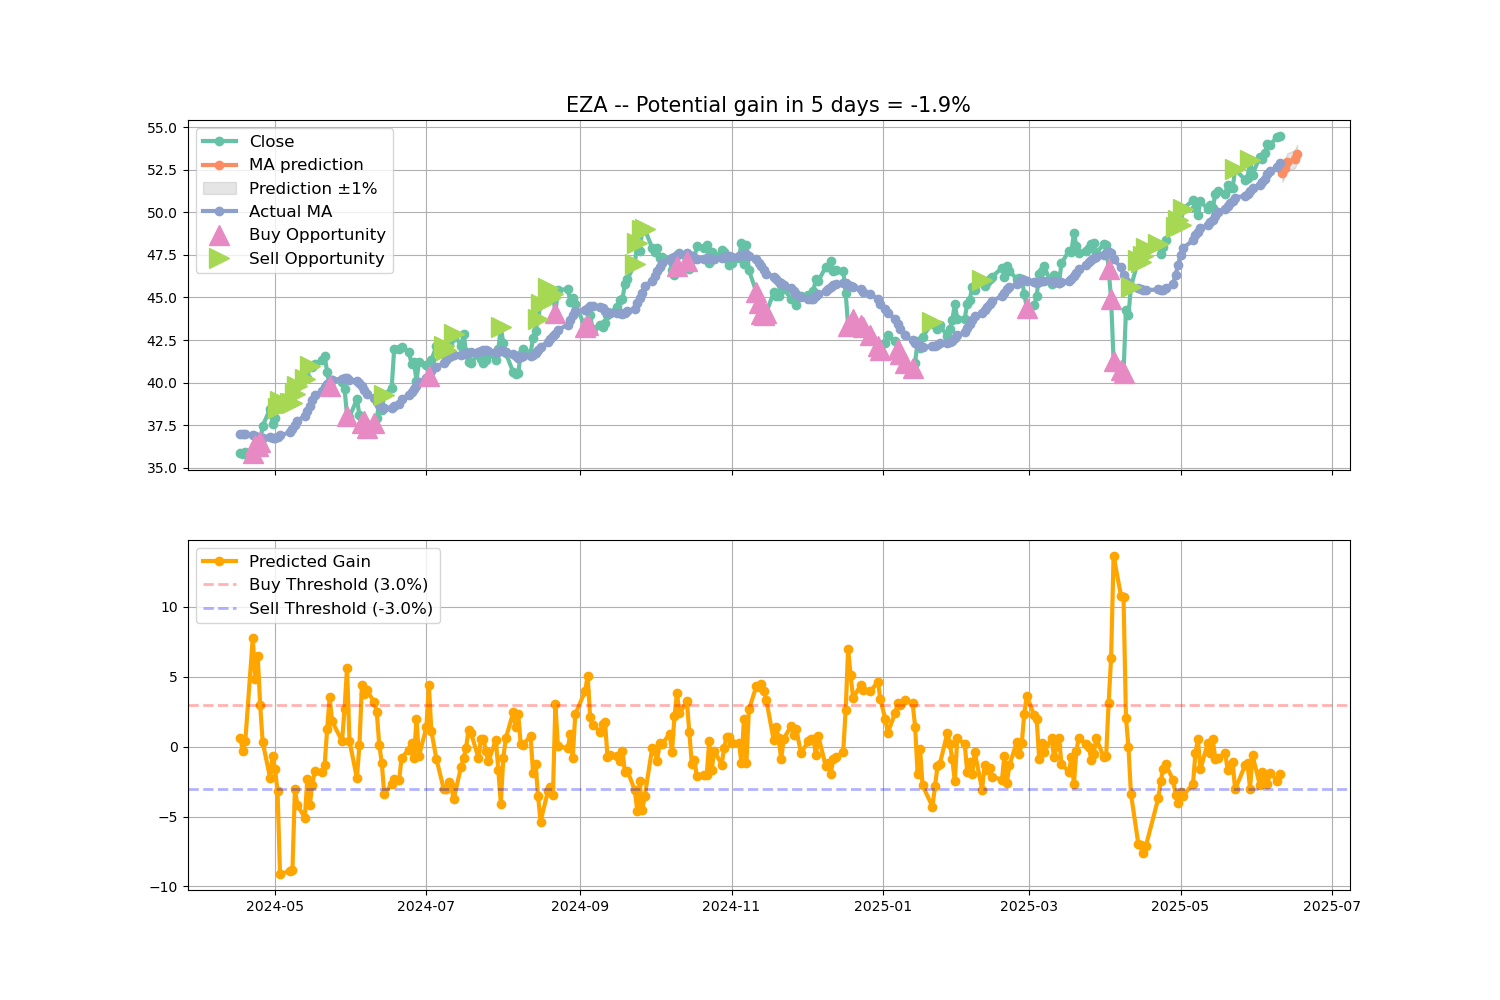 EZA -- Potential gain in 5 days = -1.9%
55.0
52.5
50.0
47.5
45.0
42.5
40.0
37.5
35.0
Close
MA prediction
Prediction ±1%
Actual MA
Buy Opportunity
Sell Opportunity
10
5
0
−5
−10
Predicted Gain
Buy Threshold (3.0%)
Sell Threshold (-3.0%)
2024-05
2024-07
2024-09
2024-11
2025-01
2025-03
2025-05
2025-07